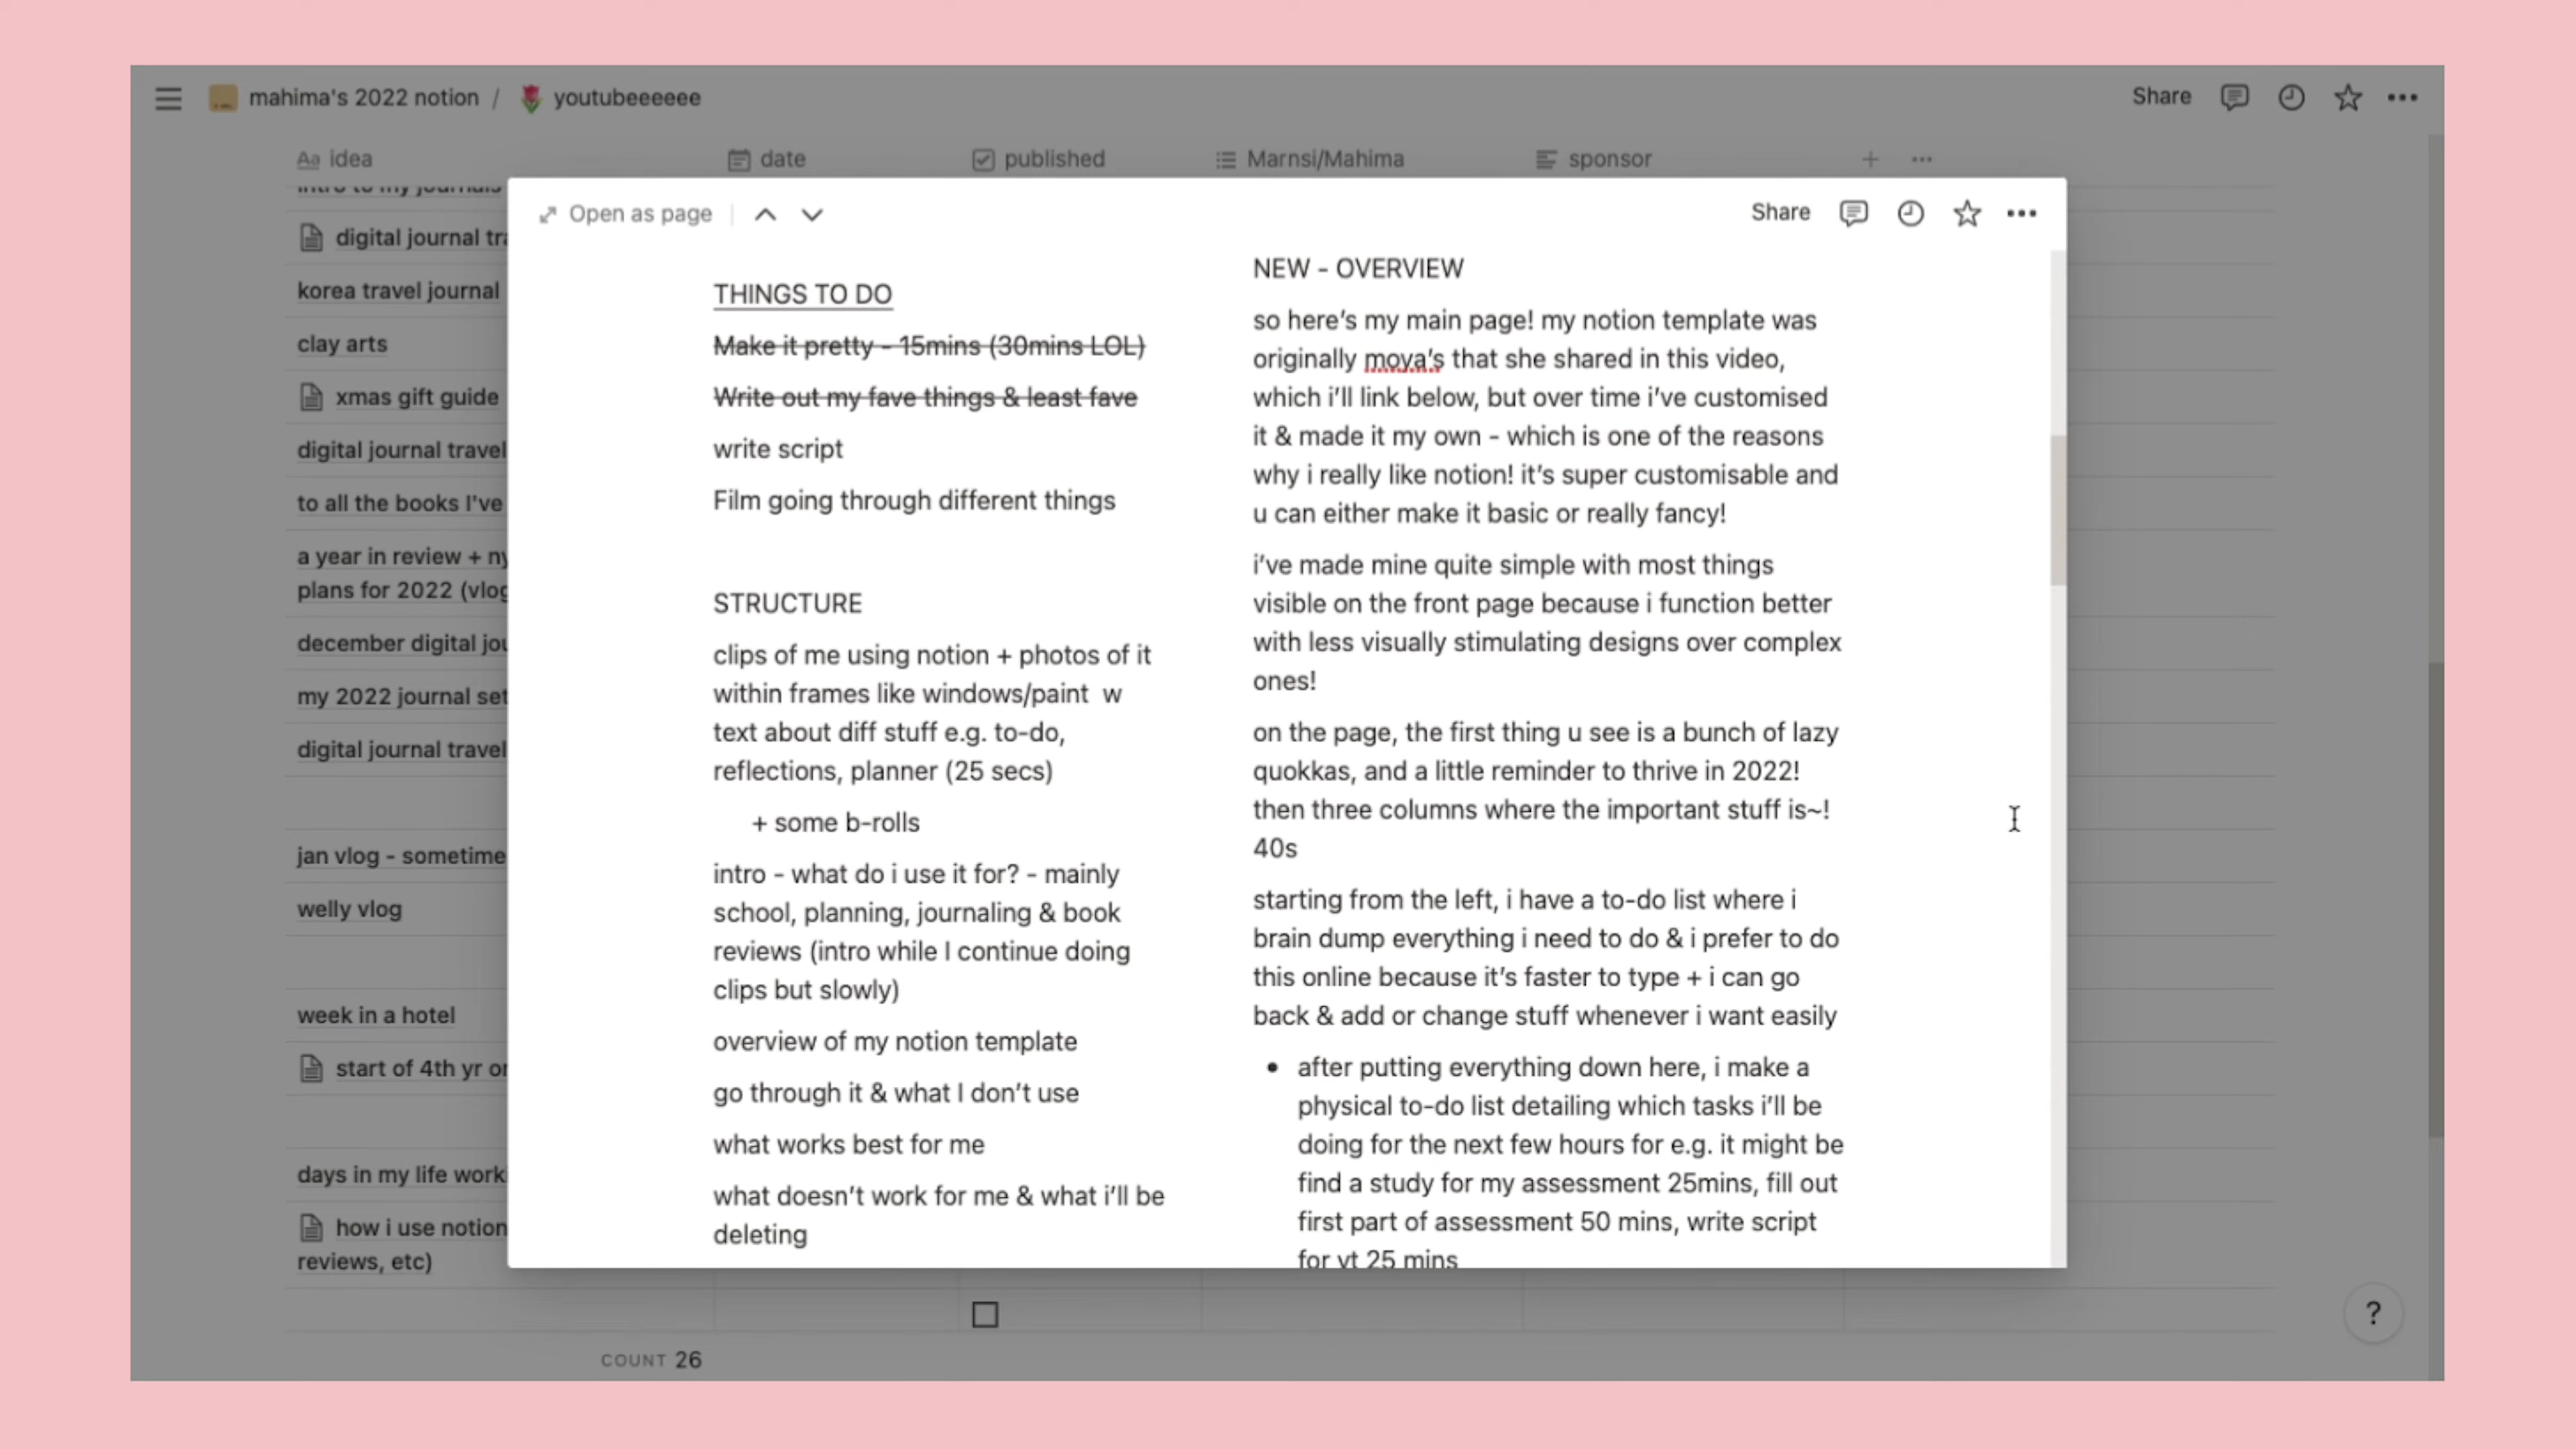 mahima's 2022 notion / youtubeeeeee
Share
Aa idea
date
published
Marnsi/Mahima
sponsor
intro to my journals
digital journal
korea travel journal
clay arts
xmas gift guide
digital journal travel
to all the books I've
a year in review +
plans for 2022
december digital
my 2022 journal
digital journal travel
jan vlog - sometime
welly vlog
week in a hotel
start of 4th yr
days in my life
how i use notion
reviews, etc)
COUNT 26
Open as page
Share
THINGS TO DO
Make it pretty - 15mins (30mins LOL)
Write out my fave things & least fave
write script
Film going through different things
STRUCTURE
clips of me using notion + photos of it
within frames like windows/paint  w
text about diff stuff e.g. to-do,
reflections, planner (25 secs)
+ some b-rolls
intro - what do i use it for? - mainly
school, planning, journaling & book
reviews (intro while I continue doing
clips but slowly)
overview of my notion template
go through it & what I don't use
what works best for me
what doesn't work for me & what i'll be
deleting
NEW - OVERVIEW
so here's my main page! my notion template was
originally moya's that she shared in this video,
which i'll link below, but over time i've customised
it & made it my own - which is one of the reasons
why i really like notion! it's super customisable and
u can either make it basic or really fancy!
i've made mine quite simple with most things
visible on the front page because i function better
with less visually stimulating designs over complex
ones!
on the page, the first thing u see is a bunch of lazy
quokkas, and a little reminder to thrive in 2022!
then three columns where the important stuff is~!
40s
starting from the left, i have a to-do list where i
brain dump everything i need to do & i prefer to do
this online because it's faster to type + i can go
back & add or change stuff whenever i want easily
• after putting everything down here, i make a
physical to-do list detailing which tasks i'll be
doing for the next few hours for e.g. it might be
find a study for my assessment 25mins, fill out
first part of assessment 50 mins, write script
for yt 25 mins
?